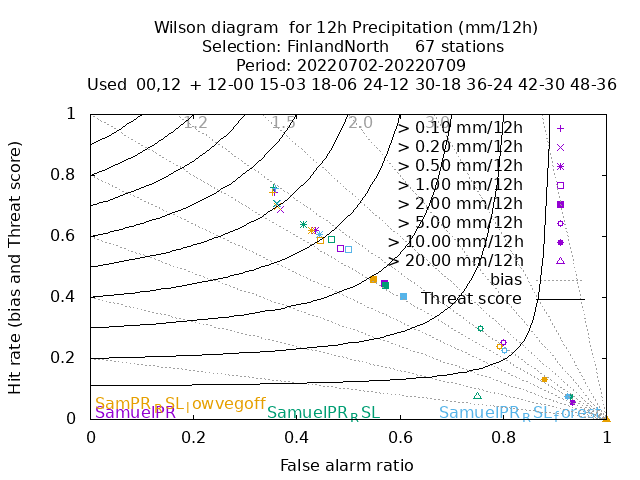 Wilson diagram  for 12h Precipitation (mm/12h)
Selection: FinlandNorth     67 stations
Period: 20220702-20220709
Used  00,12  + 12-00 15-03 18-06 24-12 30-18 36-24 42-30 48-36
1.2 1.5 2.0 3.0
> 0.10 mm/12h
> 0.20 mm/12h
> 0.50 mm/12h
> 1.00 mm/12h
> 2.00 mm/12h
> 5.00 mm/12h
> 10.00 mm/12h
> 20.00 mm/12h
bias
Threat score
1
0.8
0.6
0.4
0.2
0
Hit rate (bias and Threat score)
SamPR_RSL_lowvegoff
SamuelPR SamuelPR_RSL SamuelPR_RSL_forest
0 0.2 0.4 0.6 0.8 1
False alarm ratio